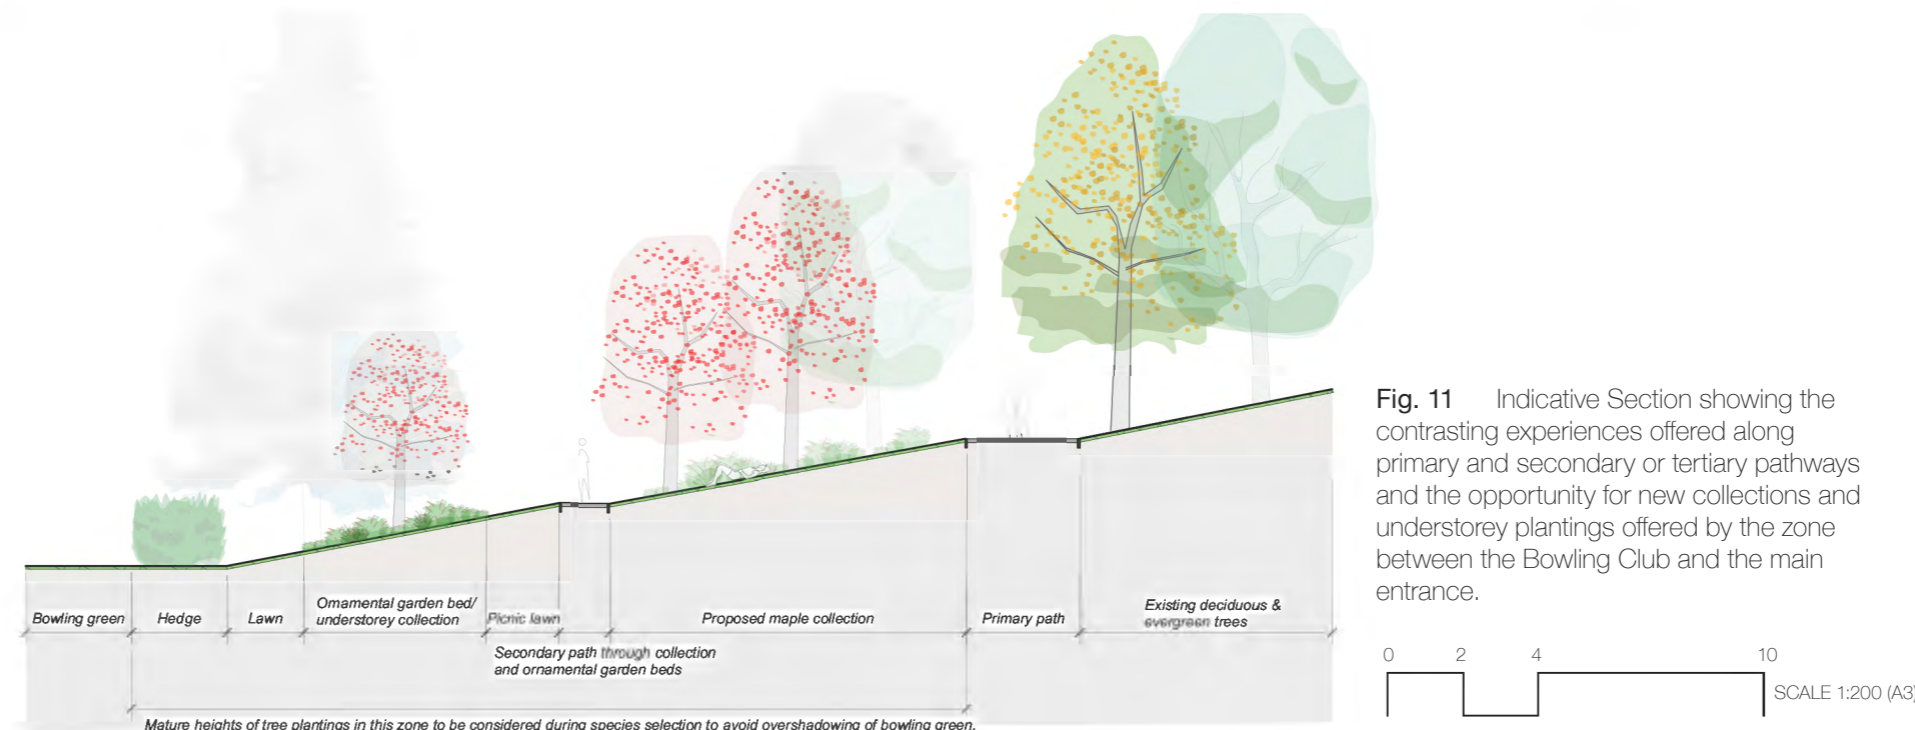 Bowling green
Hedge
Lawn
Ornamental garden bed/
understorey collection
Picnic lawn
Proposed maple collection
Primary path
Existing deciduous &
evergreen trees
Secondary path through collection
and ornamental garden beds
Mature heights of tree plantings in this zone to be considered during species selection to avoid overshadowing of bowling green.
Fig. 11 Indicative Section showing the
contrasting experiences offered along
primary and secondary or tertiary pathways
and the opportunity for new collections and
understorey plantings offered by the zone
between the Bowling Club and the main
entrance.
0 2 4 10
SCALE 1:200 (A3)